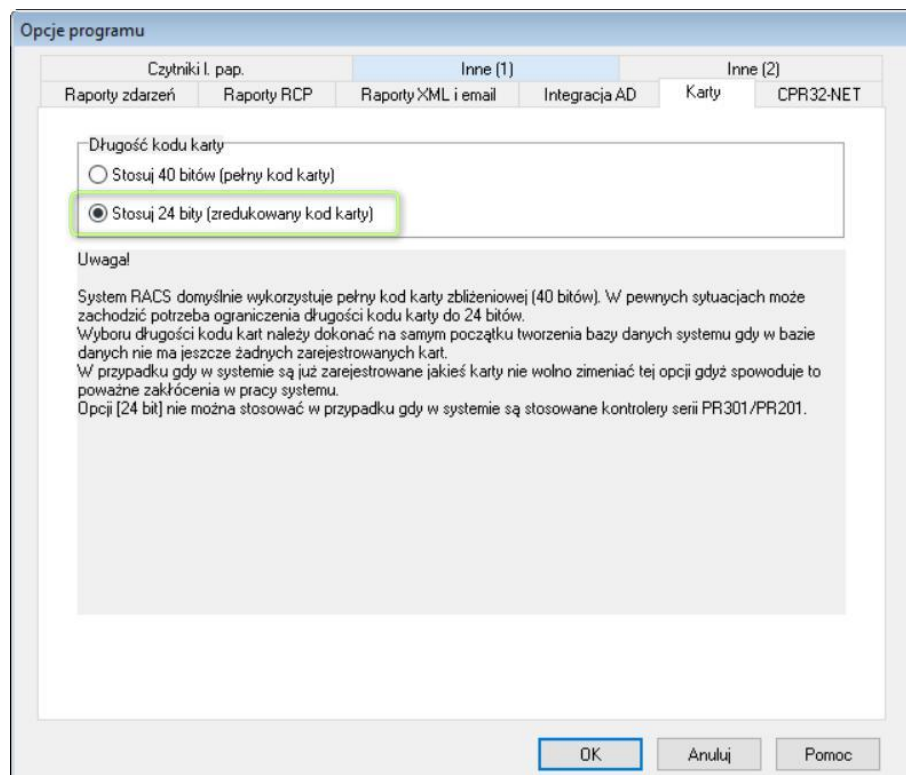 Opcje programu
Czytniki l. pap.
Inne (1)
Inne (2)
Raporty zdarzeń
Raporty RCP
Raporty XML i email
Integracja AD
Karty
CPR32-NET
Długość kodu karty
Stosuj 40 bitów (pełny kod karty)
Stosuj 24 bity (zredukowany kod karty)
Uwaga!
System RACS domyślnie wykorzystuje pełny kod karty zbliżeniowej (40 bitów). W pewnych sytuacjach może
zachodzić potrzeba ograniczenia długości kodu karty do 24 bitów.
Wyboru długości kodu kart należy dokonać na samym początku tworzenia bazy danych systemu gdy w bazie
danych nie ma jeszcze żadnych zarejestrowanych kart.
W przypadku gdy w systemie są już zarejestrowane jakieś karty nie wolno zimeniać tej opcji gdyż spowoduje to
poważne zakłócenia w pracy systemu.
Opcji [24 bit] nie można stosować w przypadku gdy w systemie są stosowane kontrolery serii PR301/PR201.
OK
Anuluj
Pomoc